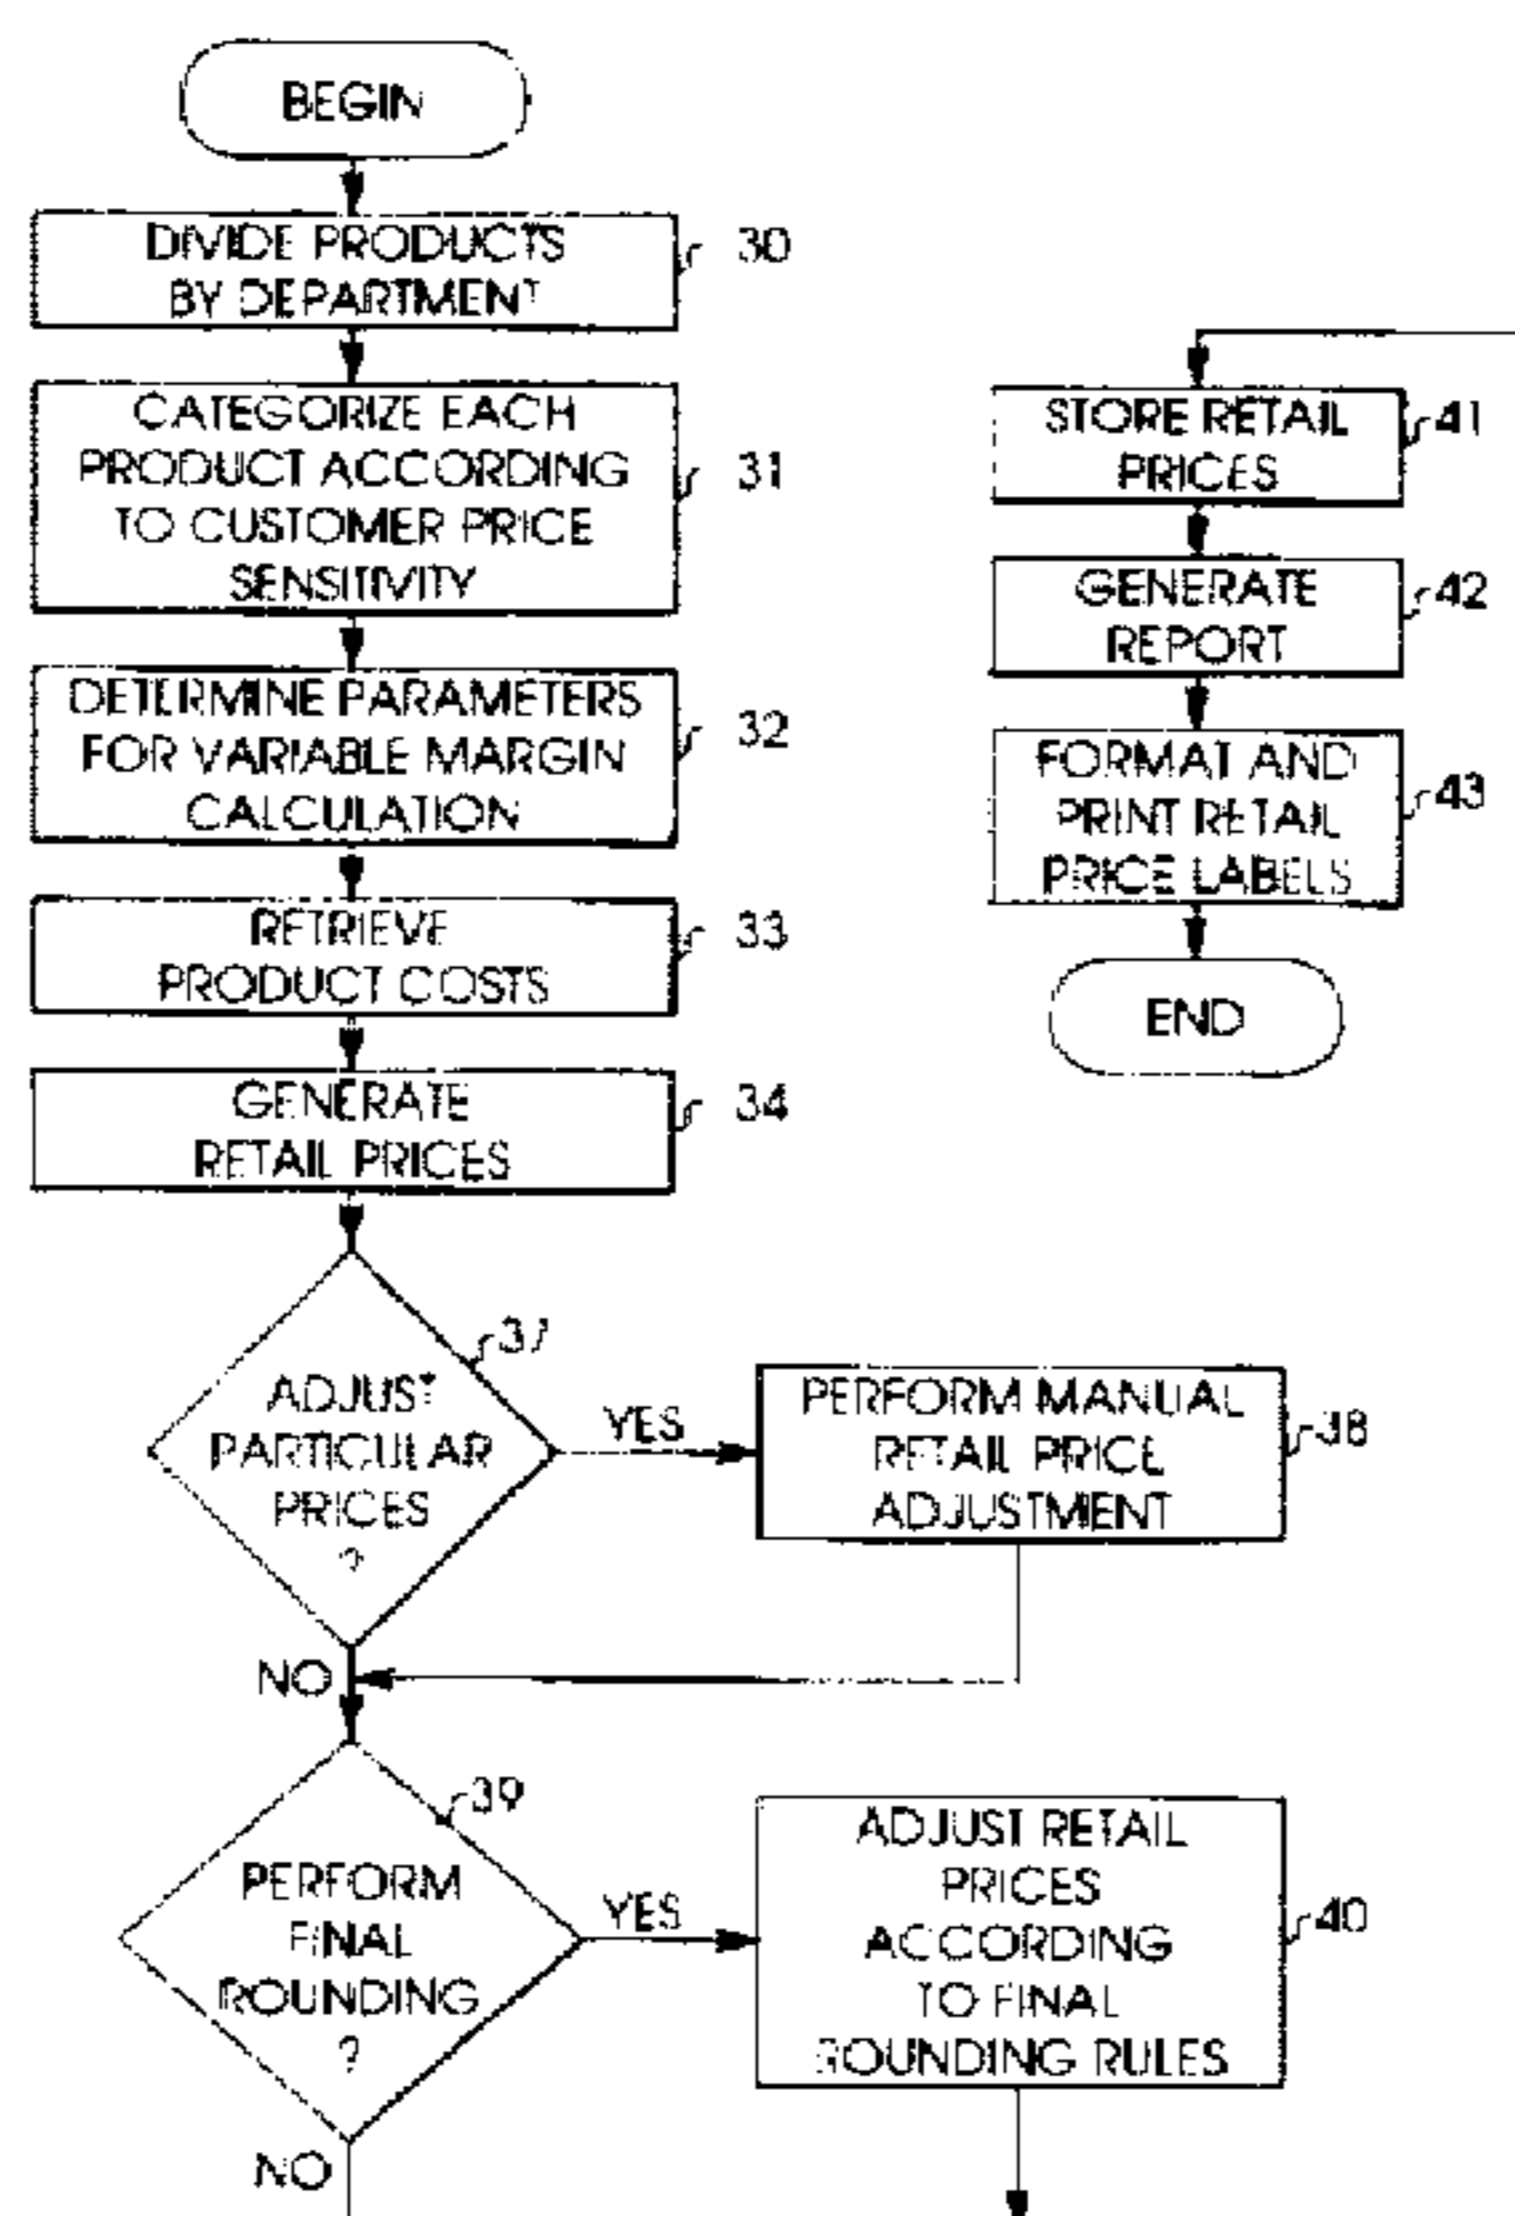 BEGIN
DIVIDE PRODUCTS
BY DEPARTMENT
30
CATEGORIZE EACH
PRODUCT ACCORDING
TO CUSTOMER PRICE
SENSITIVITY
31
DETERMINE PARAMETERS
FOR VARIABLE MARGIN
CALCULATION
32
RETRIEVE
PRODUCT COSTS
33
GENERATE
RETAIL PRICES
34
ADJUST
PARTICULAR
PRICES
?
37
YES
NO
PERFORM MANUAL
RETAIL PRICE
ADJUSTMENT
38
PERFORM
FINAL
ROUNDING
?
39
YES
NO
ADJUST RETAIL
PRICES
ACCORDING
TO FINAL
ROUNDING RULES
40
STORE RETAIL
PRICES
41
GENERATE
REPORT
42
FORMAT AND
PRINT RETAIL
PRICE LABELS
43
END